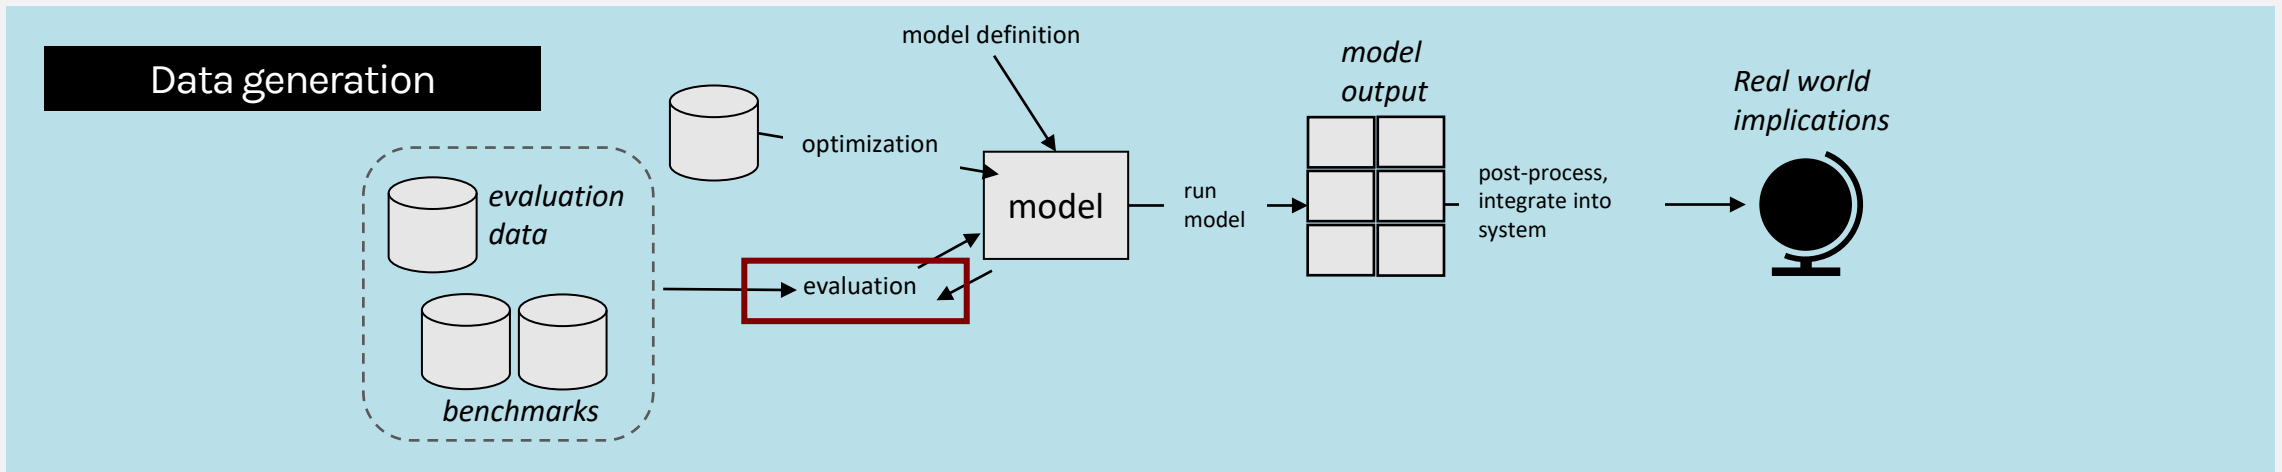 Data generation
model definition
optimization
evaluation
data
benchmarks
evaluation
model
run
model
model
output
post-process,
integrate into
system
Real world
implications